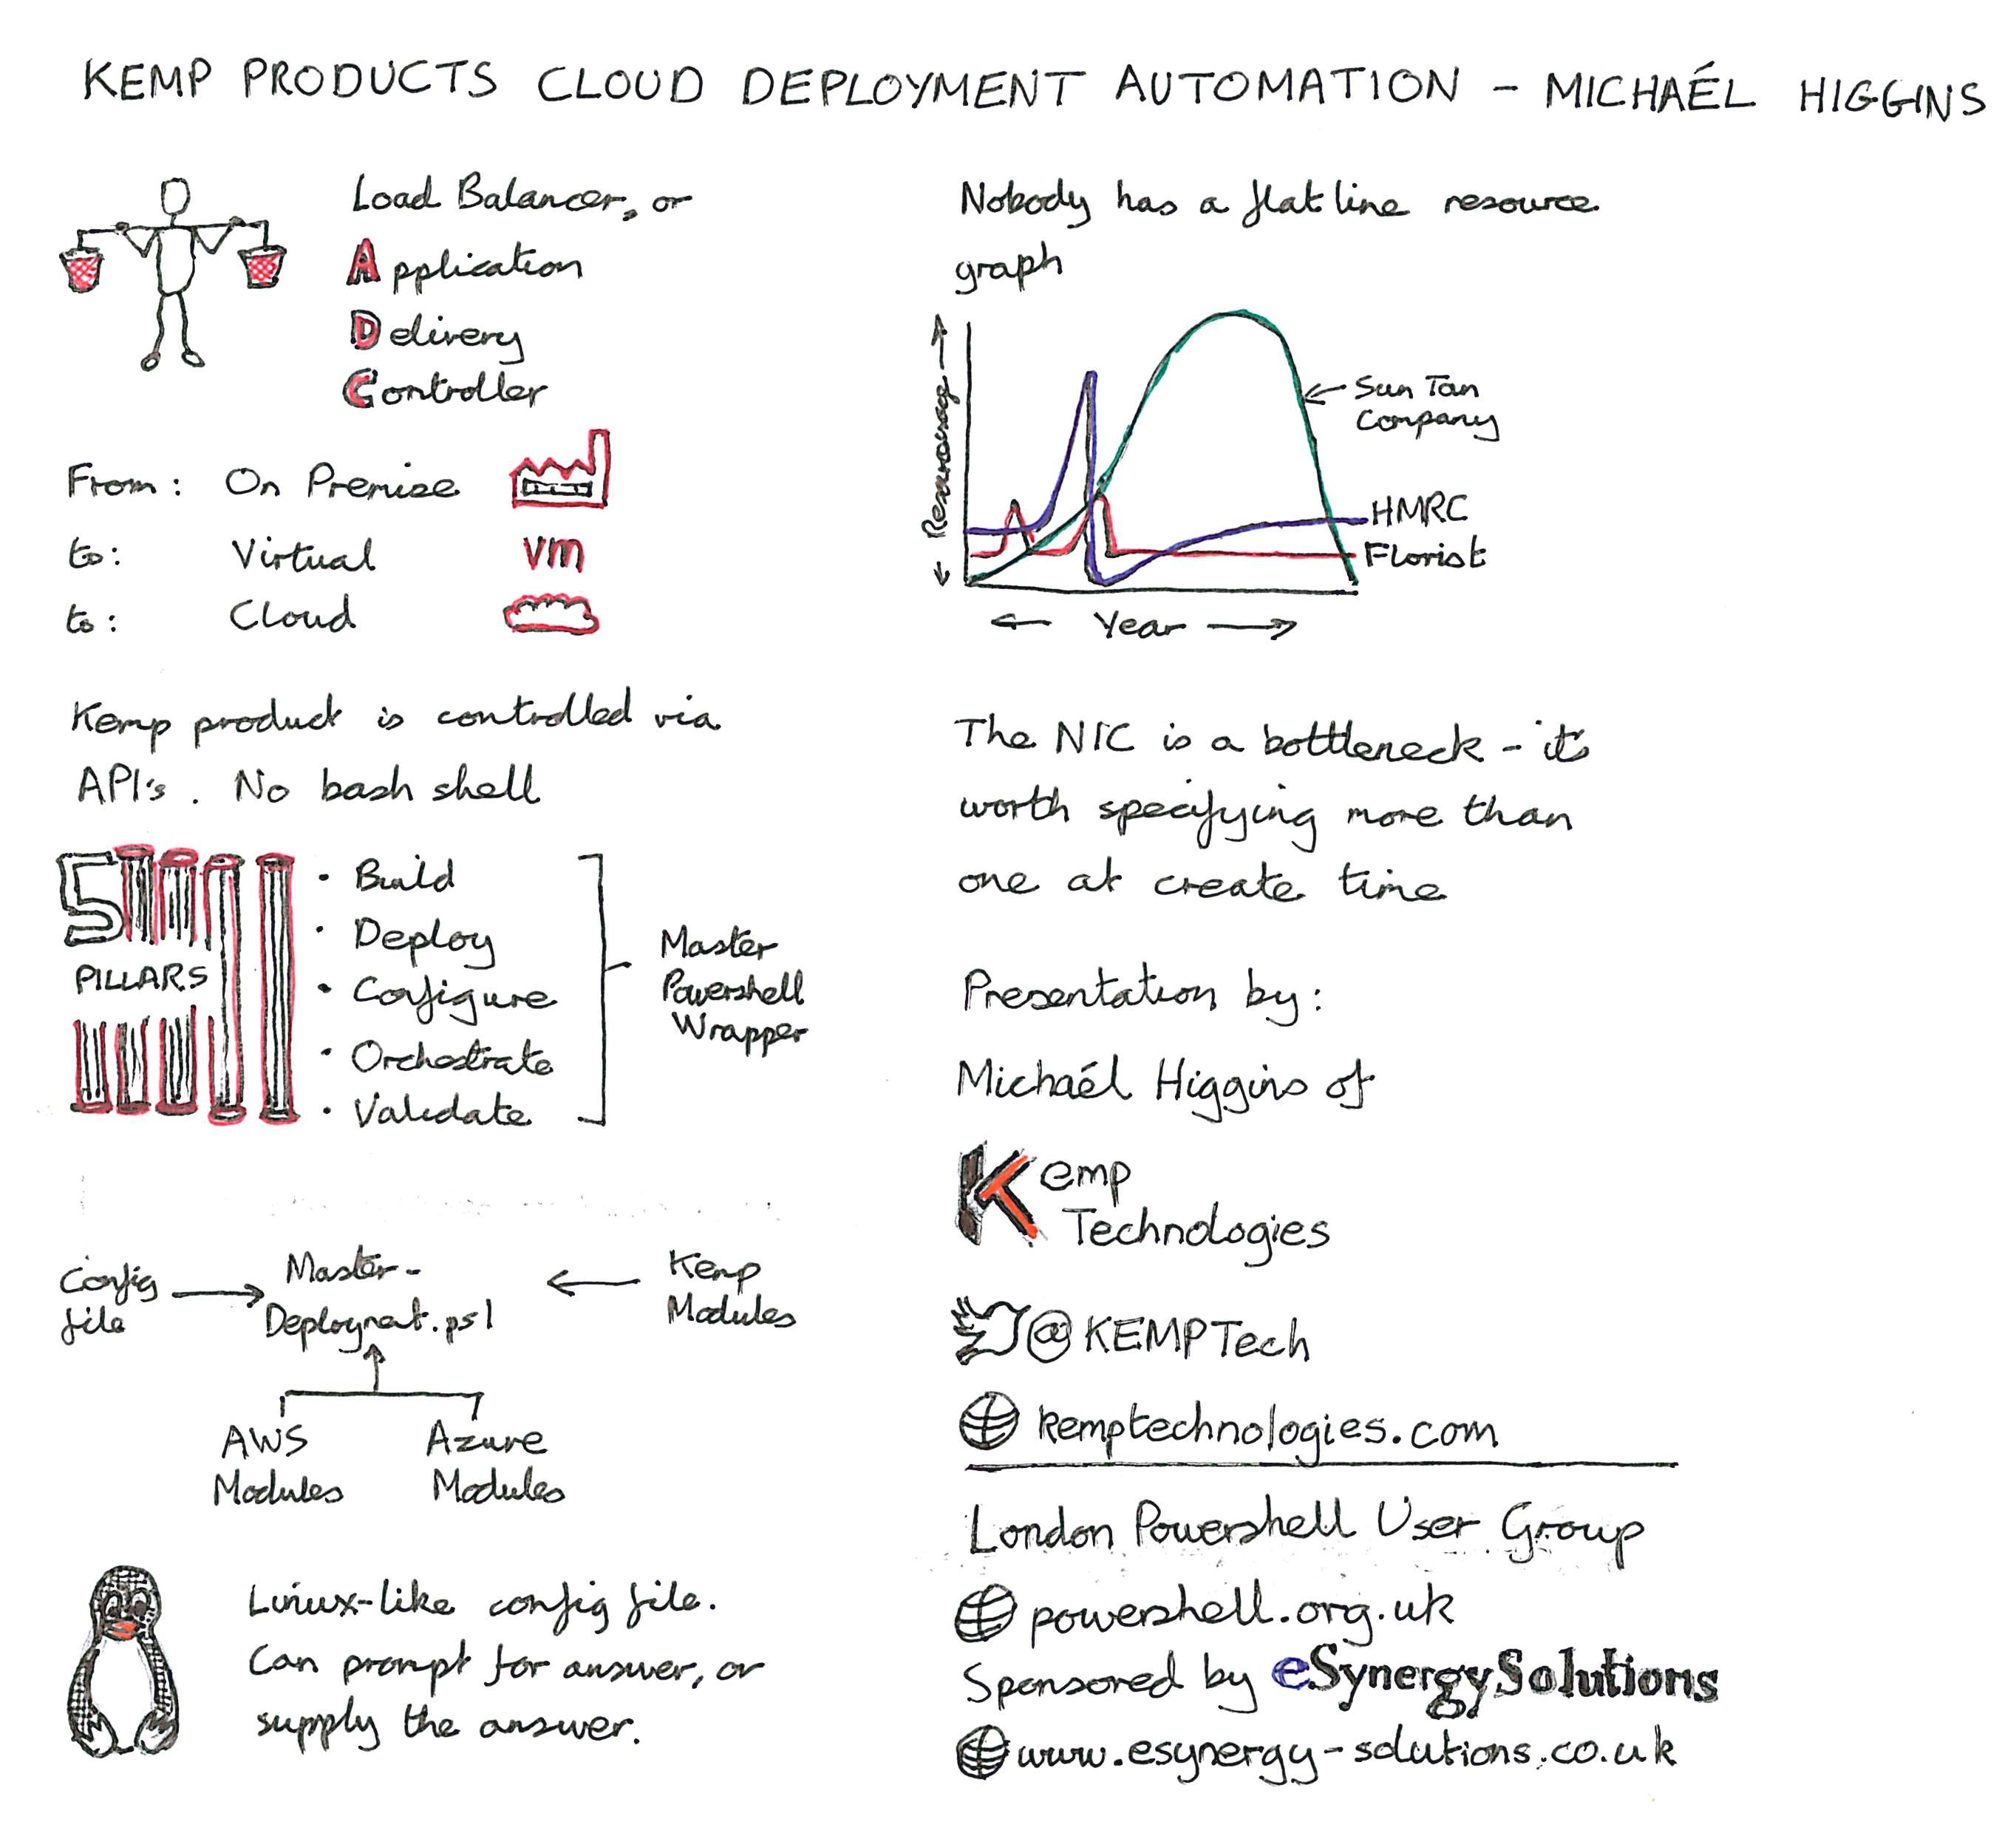 KEMP PRODUCTS CLOUD DEPLOYMENT AUTOMATION - MICHAÉL HIGGINS
Load Balancer, or
Application
Delivery
Controller
From: On Premise
to: Virtual VM
to: Cloud
Kemp product is controlled via
API's. No bash shell
5
PILLARS
• Build
• Deploy
• Configure
• Orchestrate
• Validate
Master
Powershell
Wrapper
Config
file
Master-
Deployment.ps1
Kemp
Modules
AWS
Modules
Azure
Modules
Linux-like config file.
Can prompt for answer, or
supply the answer.
Nobody has a flat line resource
graph
Sun Tan
Company
HMRC
Florist
Year
The NIC is a bottleneck - its
worth specifying more than
one at create time
Presentation by:
Michaél Higgins of
Kemp
Technologies
@KEMPTech
kemptechnologies.com
London Powershell User Group
powershell.org.uk
Sponsored by eSynergySolutions
www.esynergy-solutions.co.uk